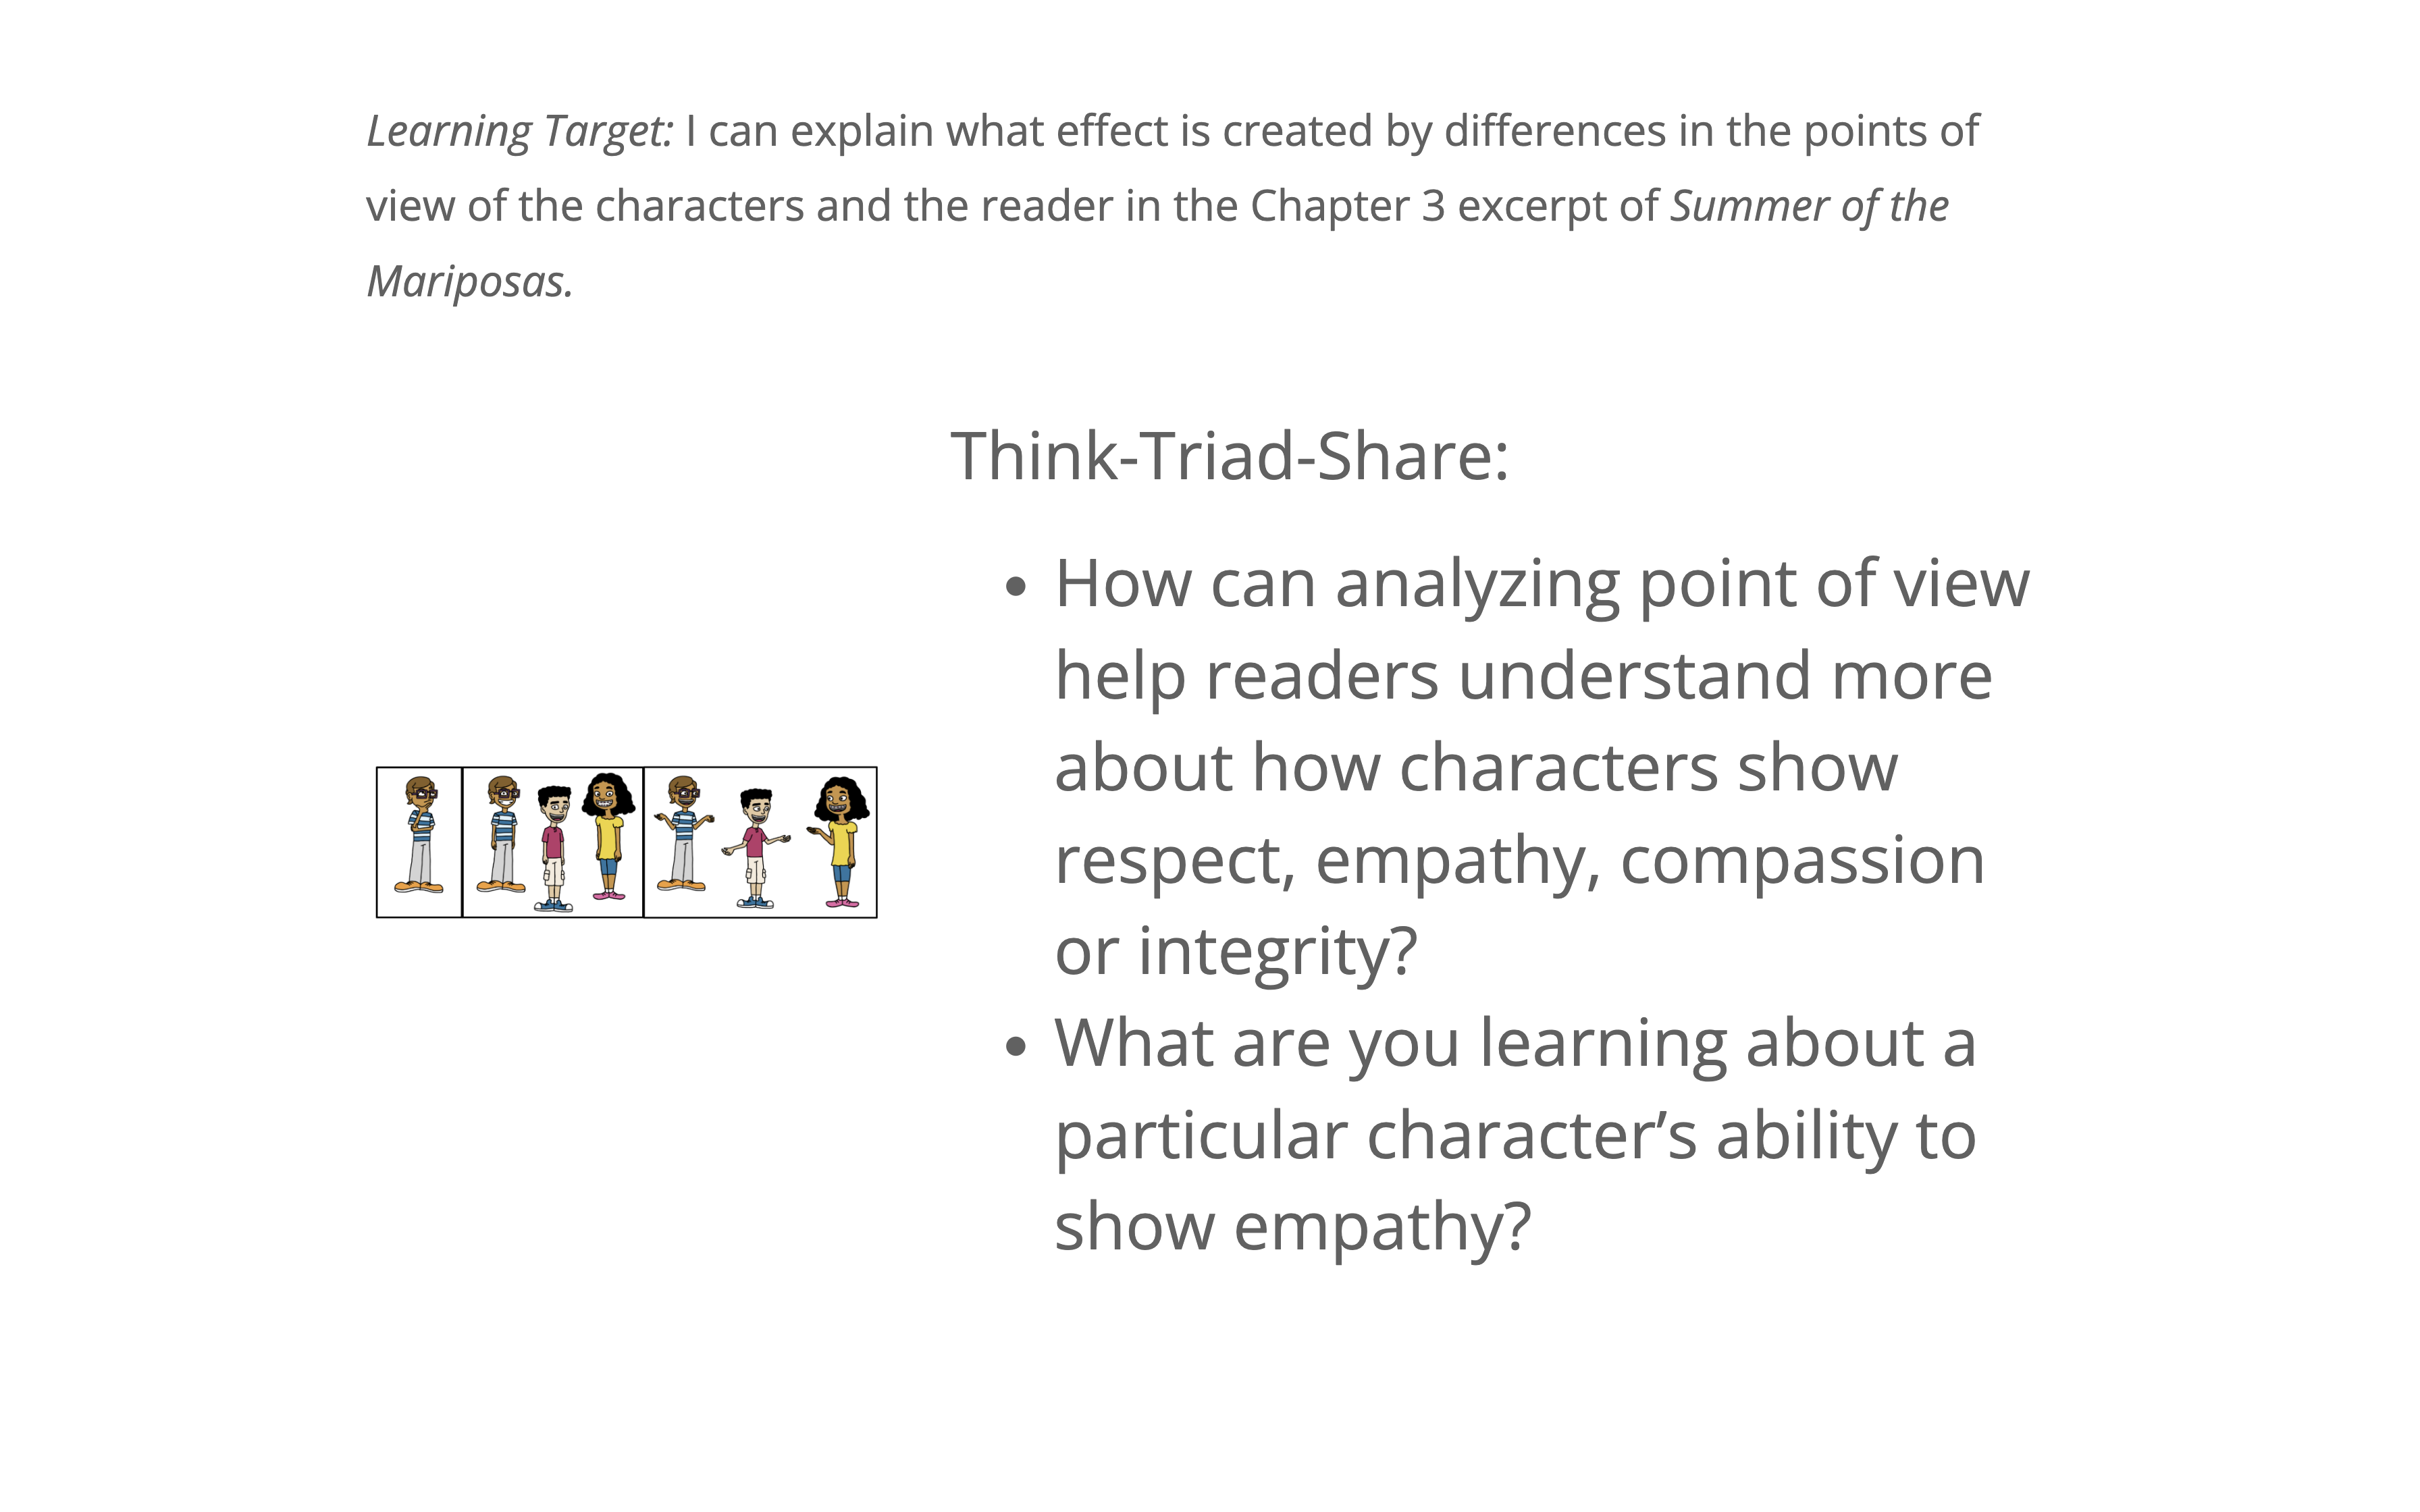 Learning Target: I can explain what effect is created by differences in the points of
view of the characters and the reader in the Chapter 3 excerpt of Summer of the
Mariposas.
Think-Triad-Share:
• How can analyzing point of view
help readers understand more
about how characters show
respect, empathy, compassion
or integrity?
• What are you learning about a
particular character’s ability to
show empathy?